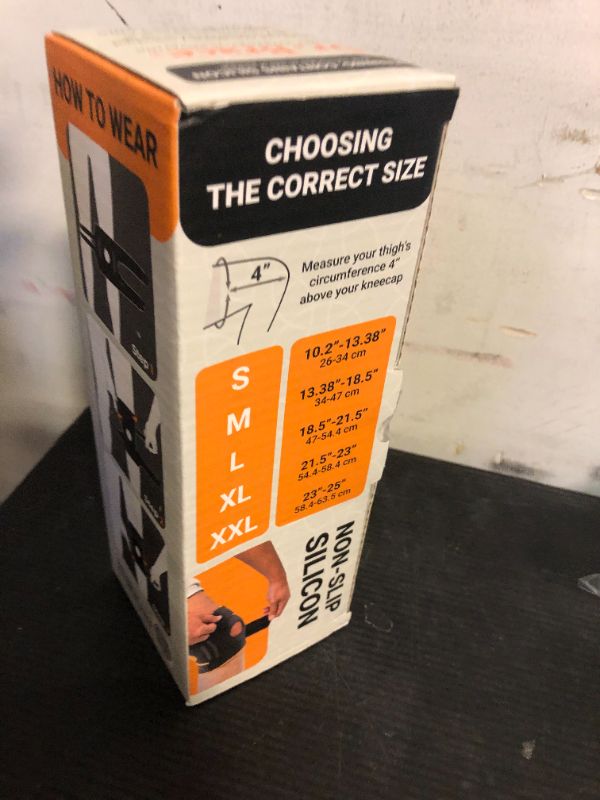 HOW TO WEAR
Step 1
CHOOSING
THE CORRECT SIZE
4"
Measure your thigh's
circumference 4"
above your kneecap
S
10.2"-13.38"
26-34 cm
M
13.38"-18.5"
34-47 cm
L
18.5"-21.5"
47-54.4 cm
XL
21.5"-23"
54.4-58.4 cm
XXL
23"-25"
58.4-63.5 cm
NON-SLIP
SILICON